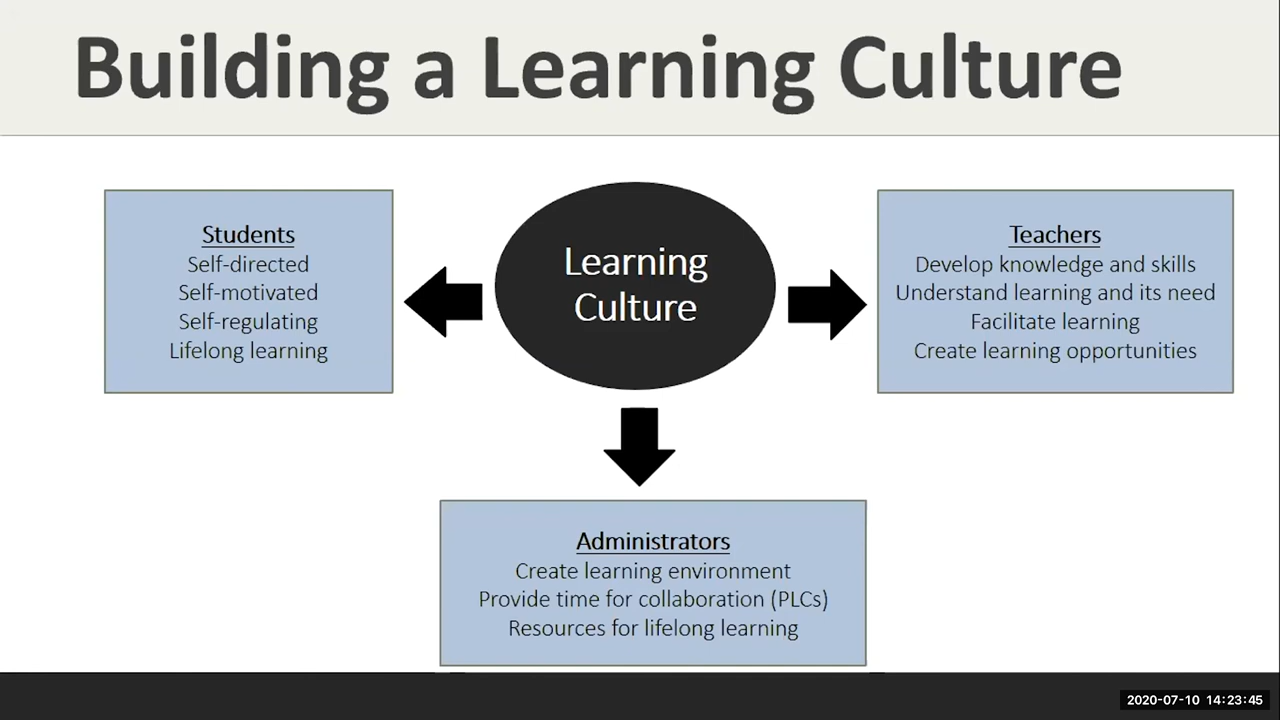 Building a Learning Culture
Students
Self-directed
Self-motivated
Self-regulating
Lifelong learning
Learning
Culture
Teachers
Develop knowledge and skills
Understand learning and its need
Facilitate learning
Create learning opportunities
Administrators
Create learning environment
Provide time for collaboration (PLCs)
Resources for lifelong learning
2020-07-10 14:23:45